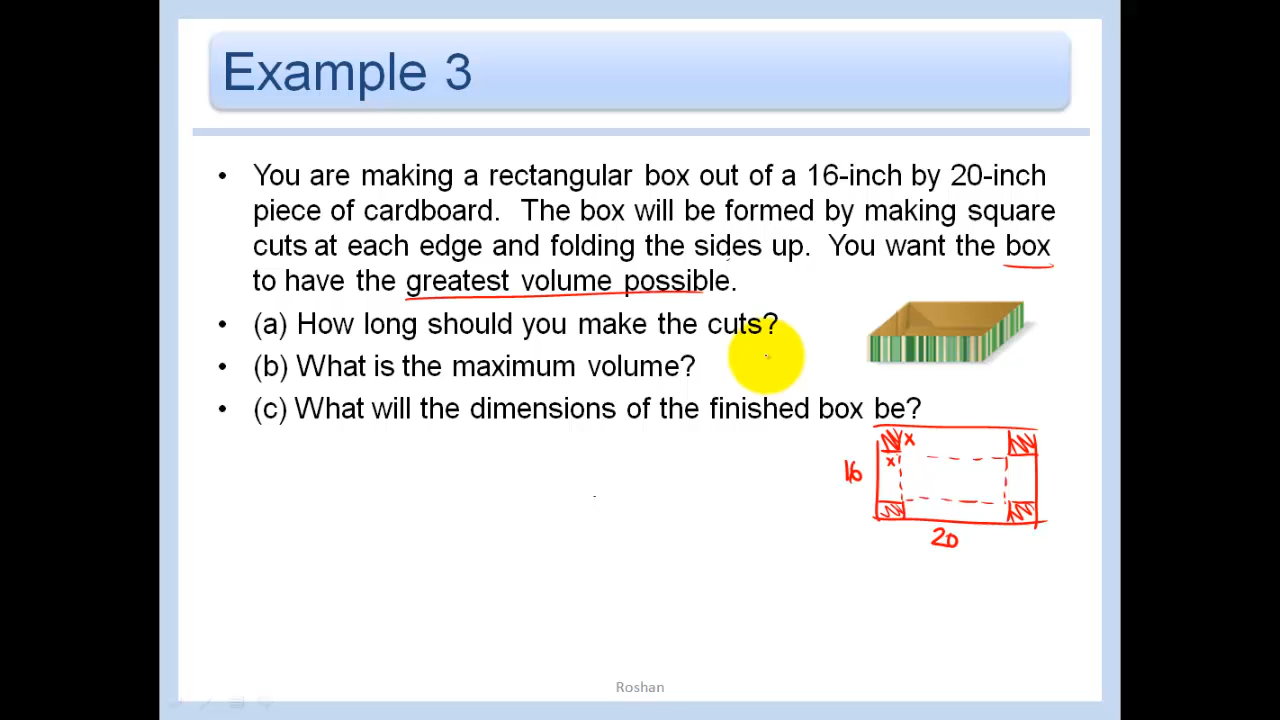 Example 3
• You are making a rectangular box out of a 16-inch by 20-inch
piece of cardboard. The box will be formed by making square
cuts at each edge and folding the sides up. You want the box
to have the greatest volume possible.
• (a) How long should you make the cuts?
• (b) What is the maximum volume?
• (c) What will the dimensions of the finished box be?
x
x
16
20
Roshan